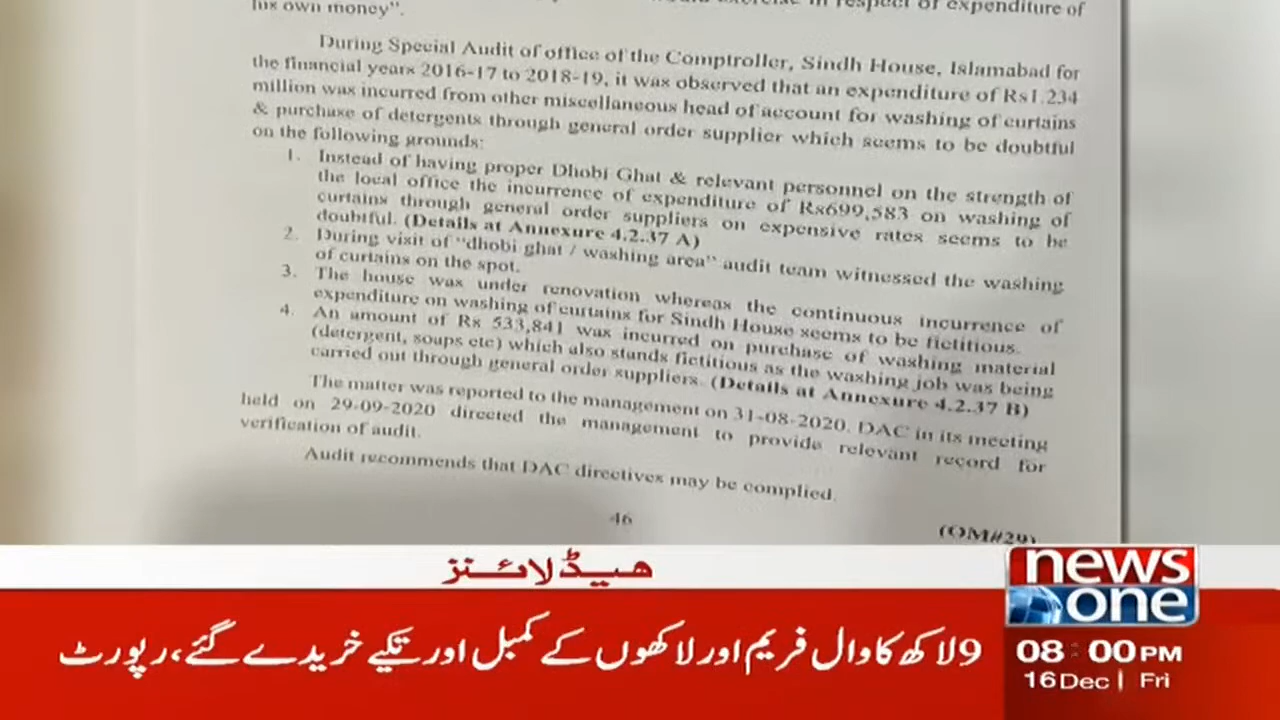 his own money".
During Special Audit of office of the Comptroller, Sindh House, Islamabad for
the financial years 2016-17 to 2018-19, it was observed that an expenditure of Rs1.234
million was incurred from other miscellaneous head of account for washing of curtains
& purchase of detergents through general order supplier which seems to be doubtful
on the following grounds:
1. Instead of having proper Dhobi Ghat & relevant personnel on the strength of
the local office the incurrence of expenditure of Rs699,583 on washing of
curtains through general order suppliers on expensive rates seems to be
doubtful. (Details at Annexure 4.2.37 A)
2. During visit of "dhobi ghat / washing area" audit team witnessed the washing
of curtains on the spot.
3. The house was under renovation whereas the continuous incurrence of
expenditure on washing of curtains for Sindh House seems to be fictitious.
4. An amount of Rs 533,841 was incurred on purchase of washing material
(detergent, soaps etc) which also stands fictitious as the washing job was being
carried out through general order suppliers. (Details at Annexure 4.2.37 B)
The matter was reported to the management on 31-08-2020. DAC in its meeting
held on 29-09-2020 directed the management to provide relevant record for
verification of audit.
Audit recommends that DAC directives may be complied.
46
(OM#29)
ہیڈلائنز
9 لاکھ کا وال فریم اور لاکھوں کے کمبل اور تکیے خریدے گئے، رپورٹ
news
one
08:00PM
16Dec | Fri